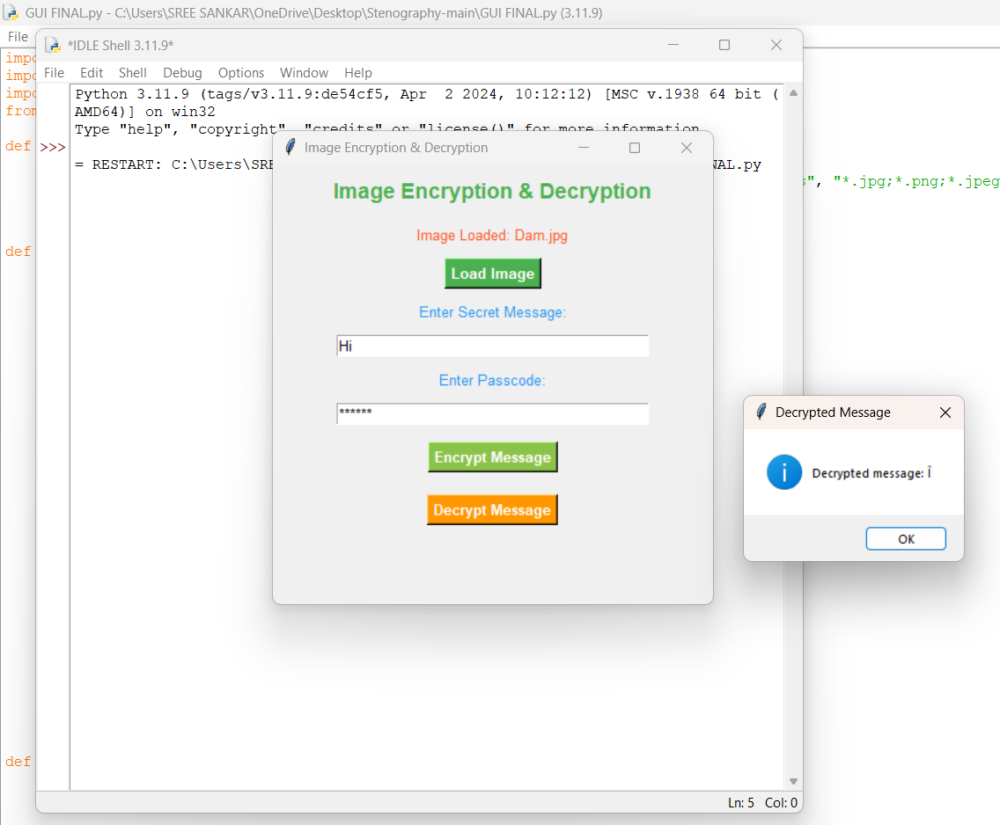 GUI FINAL.py - C:\Users\SREE SANKAR\OneDrive\Desktop\Stenography-main\GUI FINAL.py (3.11.9)
File
*IDLE Shell 3.11.9*
File Edit Shell Debug Options Window Help
Python 3.11.9 (tags/v3.11.9:de54cf5, Apr  2 2024, 10:12:12) [MSC v.1938 64 bit (
AMD64)] on win32
Type "help", "copyright", "credits" or "license()" for more information.
>>>
= RESTART: C:\Users\SRE
NAL.py
def
s", "*.jpg;*.png;*.jpeg
def
def
Image Encryption & Decryption
Image Encryption & Decryption
Image Loaded: Dam.jpg
Load Image
Enter Secret Message:
Hi
Enter Passcode:
******
Encrypt Message
Decrypt Message
Decrypted Message
Decrypted message: Î
OK
Ln: 5 Col: 0